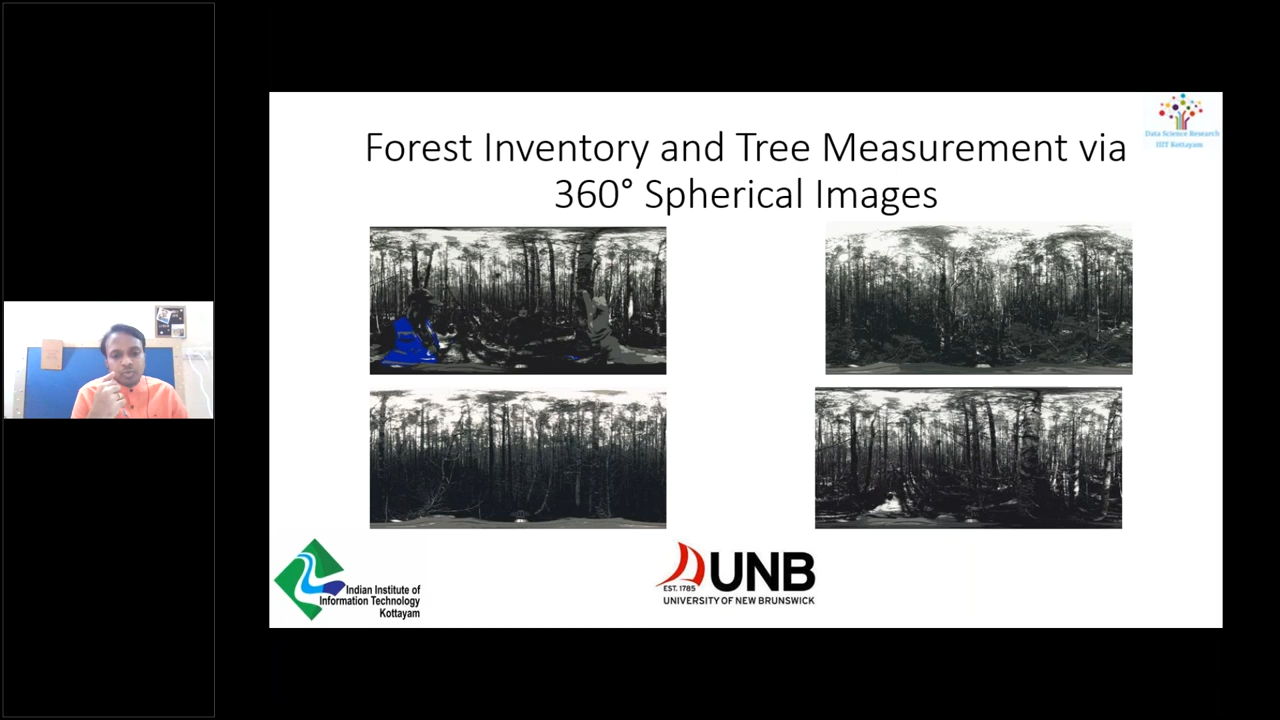 Forest Inventory and Tree Measurement via
360° Spherical Images
Data Science Research
IIIT Kottayam
Indian Institute of
Information Technology
Kottayam
UNB
EST. 1785
UNIVERSITY OF NEW BRUNSWICK